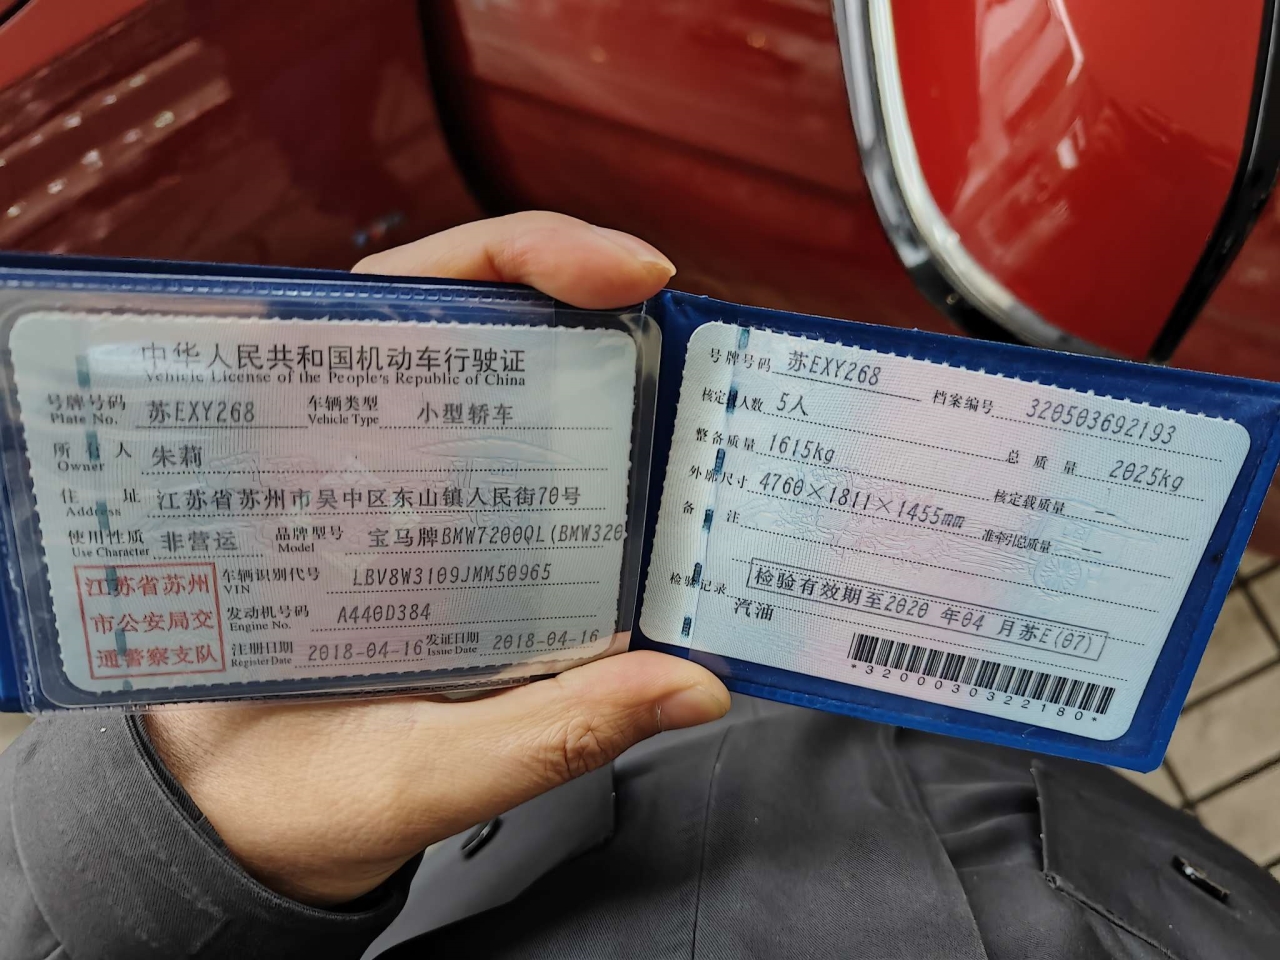 中华人民共和国机动车行驶证
Vehicle License of the People's Republic of China
号牌号码 苏EXY268 车辆类型 小型轿车
Plate No. Vehicle Type
所有人 朱莉
Owner
住址 江苏省苏州市吴中区东山镇人民街70号
Address
使用性质 非营运 品牌型号 宝马牌BMW7200QL(BMW320
Use Character Model
江苏省苏州
市公安局交
通警察支队
车辆识别代号 LBV8W3109JMM50965
VIN
发动机号码 A440D384
Engine No.
注册日期 2018-04-16 发证日期 2018-04-16
Register Date Issue Date
号牌号码 苏EXY268 档案编号 320503692193
核定载人数 5人
整备质量 1615kg 总质量 2025kg
外廓尺寸 4760×1811×1455mm 核定载质量 --
备注 准牵引总质量 --
检验有效期至2020年04月苏E(07)
检验记录
汽油
*3200030322180*